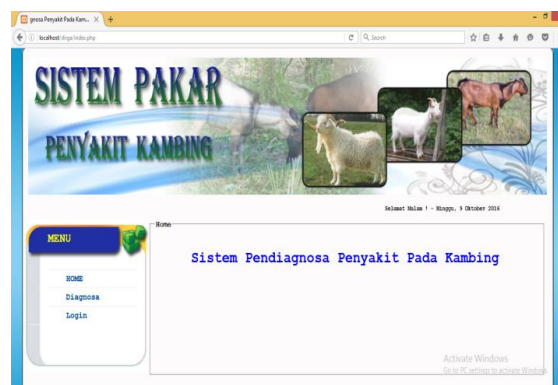 gnosa Penyakit Pada Kam...
localhost/dirga/index.php
Search
SISTEM PAKAR
PENYAKIT KAMBING
Selamat Malam ! - Minggu, 9 Oktober 2016
MENU
Home
Sistem Pendiagnosa Penyakit Pada Kambing
HOME
Diagnosa
Login
Activate Windows
Go to PC settings to activate Windows.